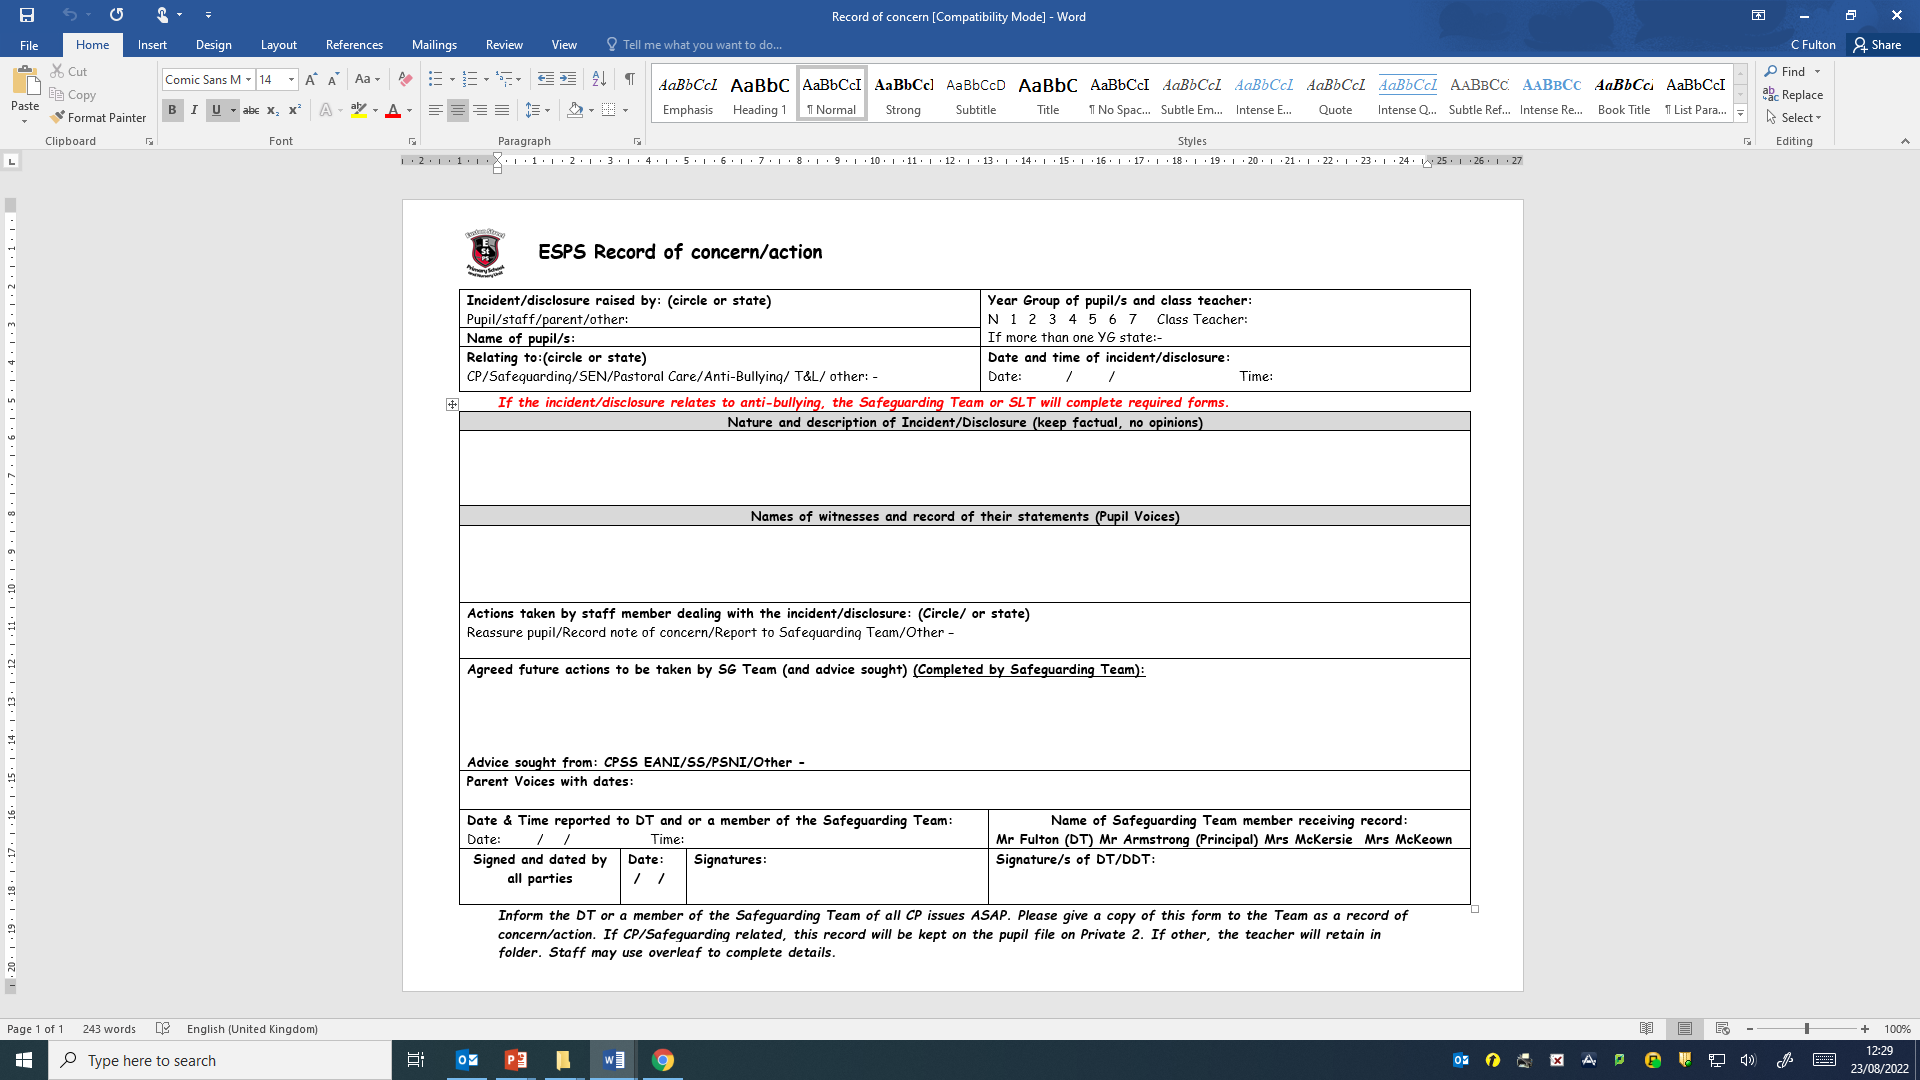 Record of concern [Compatibility Mode] - Word
File Home Insert Design Layout References Mailings Review View Tell me what you want to do... C Fulton Share
Paste Cut Copy Format Painter
Comic Sans M 14
Emphasis Heading 1 ¶ Normal Strong Subtitle Title ¶ No Spac... Subtle Em... Intense E... Quote Intense Q... Subtle Ref... Intense Re... Book Title ¶ List Para...
Find Replace Select
Clipboard Font Paragraph Styles Editing
ESPS Record of concern/action
Incident/disclosure raised by: (circle or state)
Pupil/staff/parent/other:
Name of pupil/s:
Year Group of pupil/s and class teacher:
N 1 2 3 4 5 6 7 Class Teacher:
If more than one YG state:-
Relating to:(circle or state)
CP/Safeguarding/SEN/Pastoral Care/Anti-Bullying/ T&L/ other: -
Date and time of incident/disclosure:
Date: / / Time:
If the incident/disclosure relates to anti-bullying, the Safeguarding Team or SLT will complete required forms.
Nature and description of Incident/Disclosure (keep factual, no opinions)
Names of witnesses and record of their statements (Pupil Voices)
Actions taken by staff member dealing with the incident/disclosure: (Circle/ or state)
Reassure pupil/Record note of concern/Report to Safeguarding Team/Other –
Agreed future actions to be taken by SG Team (and advice sought) (Completed by Safeguarding Team):
Advice sought from: CPSS EANI/SS/PSNI/Other -
Parent Voices with dates:
Date & Time reported to DT and or a member of the Safeguarding Team:
Date: / / Time:
Name of Safeguarding Team member receiving record:
Mr Fulton (DT) Mr Armstrong (Principal) Mrs McKersie Mrs McKeown
Signed and dated by
all parties
Date:
/ /
Signatures:
Signature/s of DT/DDT:
Inform the DT or a member of the Safeguarding Team of all CP issues ASAP. Please give a copy of this form to the Team as a record of
concern/action. If CP/Safeguarding related, this record will be kept on the pupil file on Private 2. If other, the teacher will retain in
folder. Staff may use overleaf to complete details.
Page 1 of 1 243 words English (United Kingdom) 100%
Type here to search
12:29
23/08/2022